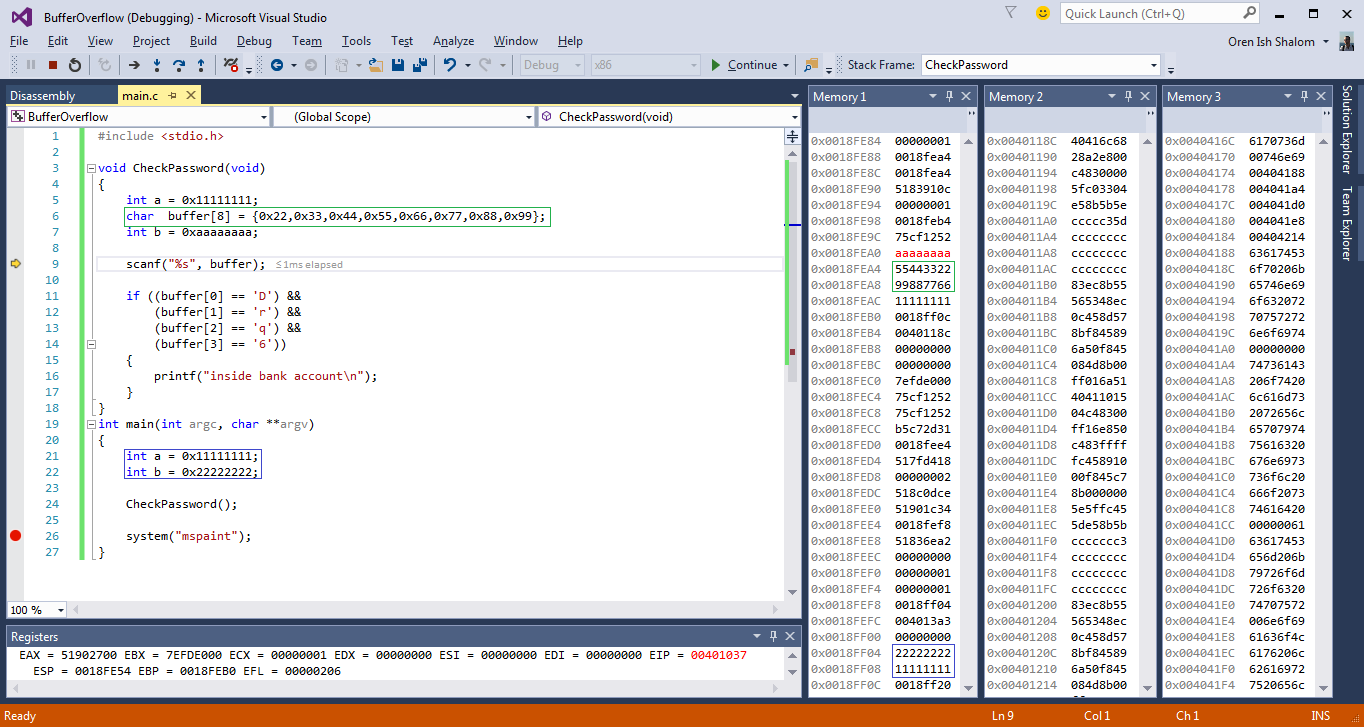 BufferOverflow (Debugging) - Microsoft Visual Studio
Quick Launch (Ctrl+Q)
File Edit View Project Build Debug Team Tools Test Analyze Window Help
Oren Ish Shalom
Debug x86 Continue Stack Frame: CheckPassword
Disassembly main.c
BufferOverflow (Global Scope) CheckPassword(void)
1 #include <stdio.h>
2
3 void CheckPassword(void)
4 {
5 int a = 0x11111111;
6 char buffer[8] = {0x22,0x33,0x44,0x55,0x66,0x77,0x88,0x99};
7 int b = 0xaaaaaaaa;
8
9 scanf("%s", buffer); ≤1ms elapsed
10
11 if ((buffer[0] == 'D') &&
12 (buffer[1] == 'r') &&
13 (buffer[2] == 'q') &&
14 (buffer[3] == '6'))
15 {
16 printf("inside bank account\n");
17 }
18 }
19 int main(int argc, char **argv)
20 {
21 int a = 0x11111111;
22 int b = 0x22222222;
23
24 CheckPassword();
25
26 system("mspaint");
27 }
100 %
Registers
EAX = 51902700 EBX = 7EFDE000 ECX = 00000001 EDX = 00000000 ESI = 00000000 EDI = 00000000 EIP = 00401037
ESP = 0018FE54 EBP = 0018FEB0 EFL = 00000206
Memory 1
0x0018FE84 00000001
0x0018FE88 0018fea4
0x0018FE8C 0018fea4
0x0018FE90 5183910c
0x0018FE94 00000001
0x0018FE98 0018feb4
0x0018FE9C 75cf1252
0x0018FEA0 aaaaaaaa
0x0018FEA4 55443322
0x0018FEA8 99887766
0x0018FEAC 11111111
0x0018FEB0 0018ff0c
0x0018FEB4 0040118c
0x0018FEB8 00000000
0x0018FEBC 00000000
0x0018FEC0 7efde000
0x0018FEC4 75cf1252
0x0018FEC8 75cf1252
0x0018FECC b5c72d31
0x0018FED0 0018fee4
0x0018FED4 517fd418
0x0018FED8 00000002
0x0018FEDC 518c0dce
0x0018FEE0 51901c34
0x0018FEE4 0018fef8
0x0018FEE8 51836ea2
0x0018FEEC 00000000
0x0018FEF0 00000001
0x0018FEF4 00000001
0x0018FEF8 0018ff04
0x0018FEFC 004013a3
0x0018FF00 00000000
0x0018FF04 22222222
0x0018FF08 11111111
0x0018FF0C 0018ff20
Memory 2
0x0040118C 40416c68
0x00401190 28a2e800
0x00401194 c4830000
0x00401198 5fc03304
0x0040119C e58b5b5e
0x004011A0 ccccc35d
0x004011A4 cccccccc
0x004011A8 cccccccc
0x004011AC cccccccc
0x004011B0 83ec8b55
0x004011B4 565348ec
0x004011B8 0c458d57
0x004011BC 8bf84589
0x004011C0 6a50f845
0x004011C4 084d8b00
0x004011C8 ff016a51
0x004011CC 40411015
0x004011D0 04c48300
0x004011D4 ff16e850
0x004011D8 c483ffff
0x004011DC fc458910
0x004011E0 00f845c7
0x004011E4 8b000000
0x004011E8 5e5ffc45
0x004011EC 5de58b5b
0x004011F0 ccccccc3
0x004011F4 cccccccc
0x004011F8 cccccccc
0x004011FC cccccccc
0x00401200 83ec8b55
0x00401204 565348ec
0x00401208 0c458d57
0x0040120C 8bf84589
0x00401210 6a50f845
0x00401214 084d8b00
Memory 3
0x0040416C 6170736d
0x00404170 00746e69
0x00404174 00404188
0x00404178 004041a4
0x0040417C 004041d0
0x00404180 004041e8
0x00404184 00404214
0x00404188 63617453
0x0040418C 6f70206b
0x00404190 65746e69
0x00404194 6f632072
0x00404198 70757272
0x0040419C 6e6f6974
0x004041A0 00000000
0x004041A4 74736143
0x004041A8 206f7420
0x004041AC 6c616d73
0x004041B0 2072656c
0x004041B4 65707974
0x004041B8 75616320
0x004041BC 676e6973
0x004041C0 736f6c20
0x004041C4 666f2073
0x004041C8 74616420
0x004041CC 00000061
0x004041D0 63617453
0x004041D4 656d206b
0x004041D8 79726f6d
0x004041DC 726f6320
0x004041E0 74707572
0x004041E4 006e6f69
0x004041E8 61636f4c
0x004041EC 6176206c
0x004041F0 62616972
0x004041F4 7520656c
Solution Explorer
Team Explorer
Ready Ln 9 Col 1 Ch 1 INS